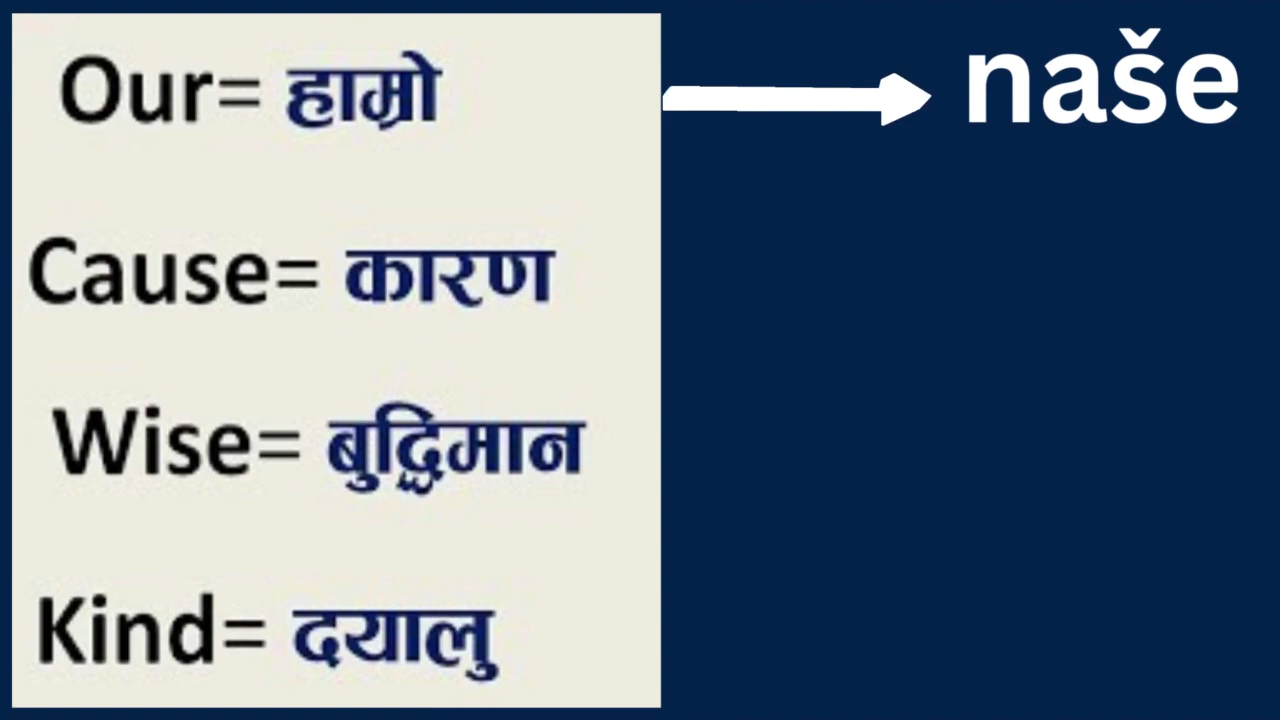 Our= हाम्रो naše
Cause= कारण
Wise= बुद्धिमान
Kind= दयालु